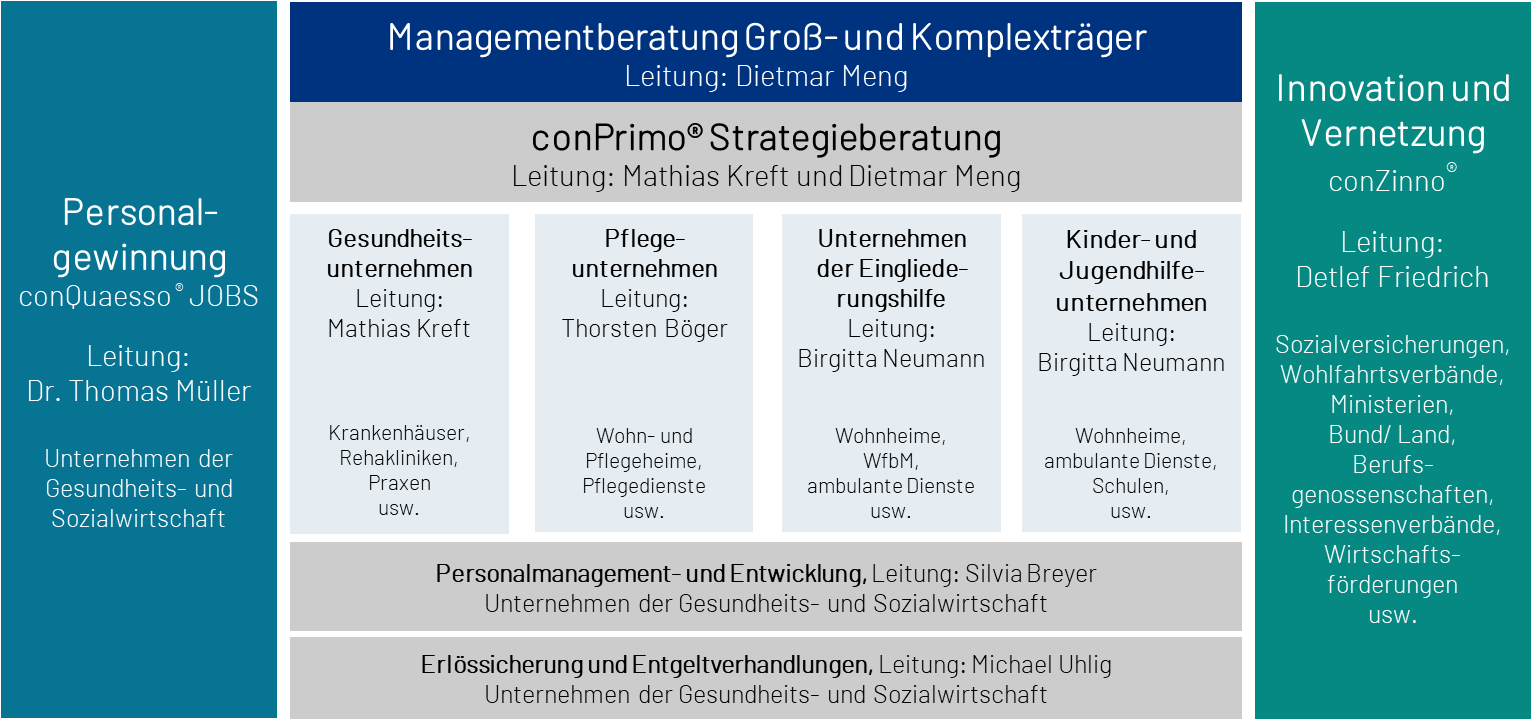 Personal-
gewinnung
conQuaesso® JOBS
Leitung:
Dr. Thomas Müller
Unternehmen der
Gesundheits- und
Sozialwirtschaft
Managementberatung Groß- und Komplexträger
Leitung: Dietmar Meng
conPrimo® Strategieberatung
Leitung: Mathias Kreft und Dietmar Meng
Gesundheits-
unternehmen
Leitung:
Mathias Kreft
Krankenhäuser,
Rehakliniken,
Praxen
usw.
Pflege-
unternehmen
Leitung:
Thorsten Böger
Wohn- und
Pflegeheime,
Pflegedienste
usw.
Unternehmen
der Eingliede-
rungshilfe
Leitung:
Birgitta Neumann
Wohnheime,
WfbM,
ambulante Dienste
usw.
Kinder- und
Jugendhilfe-
unternehmen
Leitung:
Birgitta Neumann
Wohnheime,
ambulante Dienste,
Schulen,
usw.
Personalmanagement- und Entwicklung, Leitung: Silvia Breyer
Unternehmen der Gesundheits- und Sozialwirtschaft
Erlössicherung und Entgeltverhandlungen, Leitung: Michael Uhlig
Unternehmen der Gesundheits- und Sozialwirtschaft
Innovation und
Vernetzung
conZinno®
Leitung:
Detlef Friedrich
Sozialversicherungen,
Wohlfahrtsverbände,
Ministerien,
Bund/ Land,
Berufs-
genossenschaften,
Interessenverbände,
Wirtschafts-
förderungen
usw.